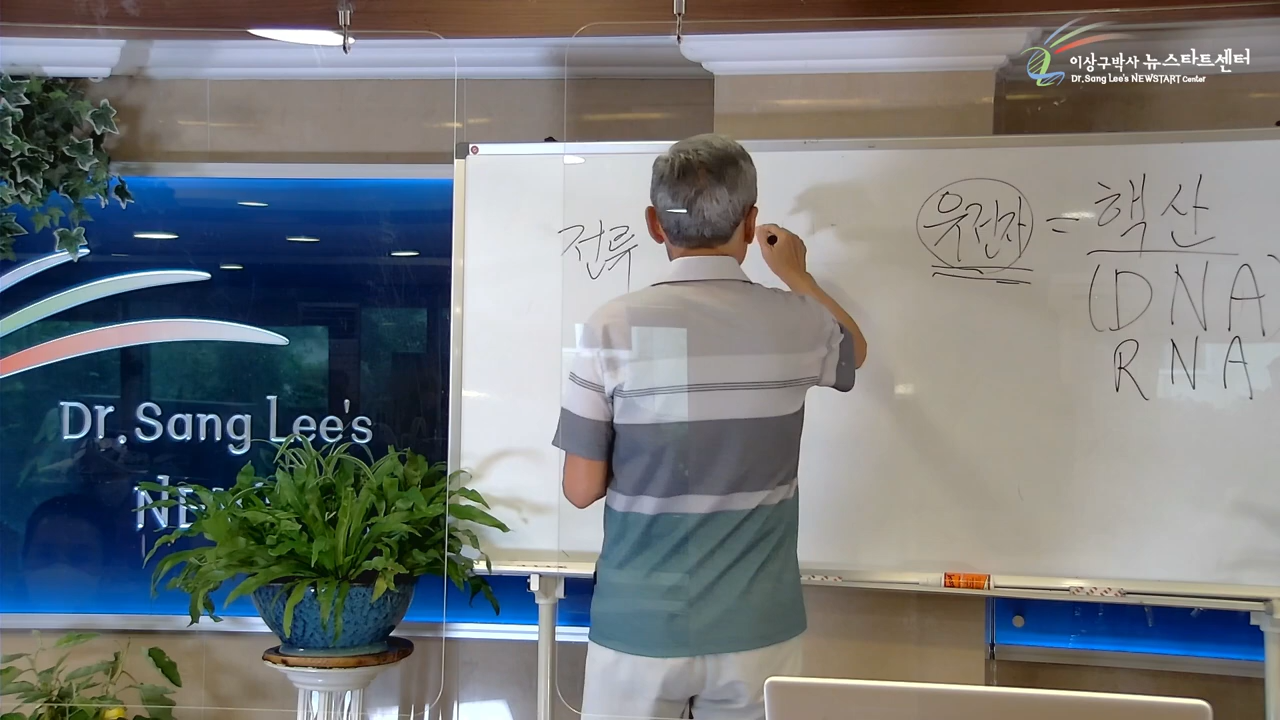 이상구박사 뉴스타트센터
Dr. Sang Lee's NEWSTART Center
전류
유전자 = 핵산
(DNA)
RNA
Dr. Sang Lee's